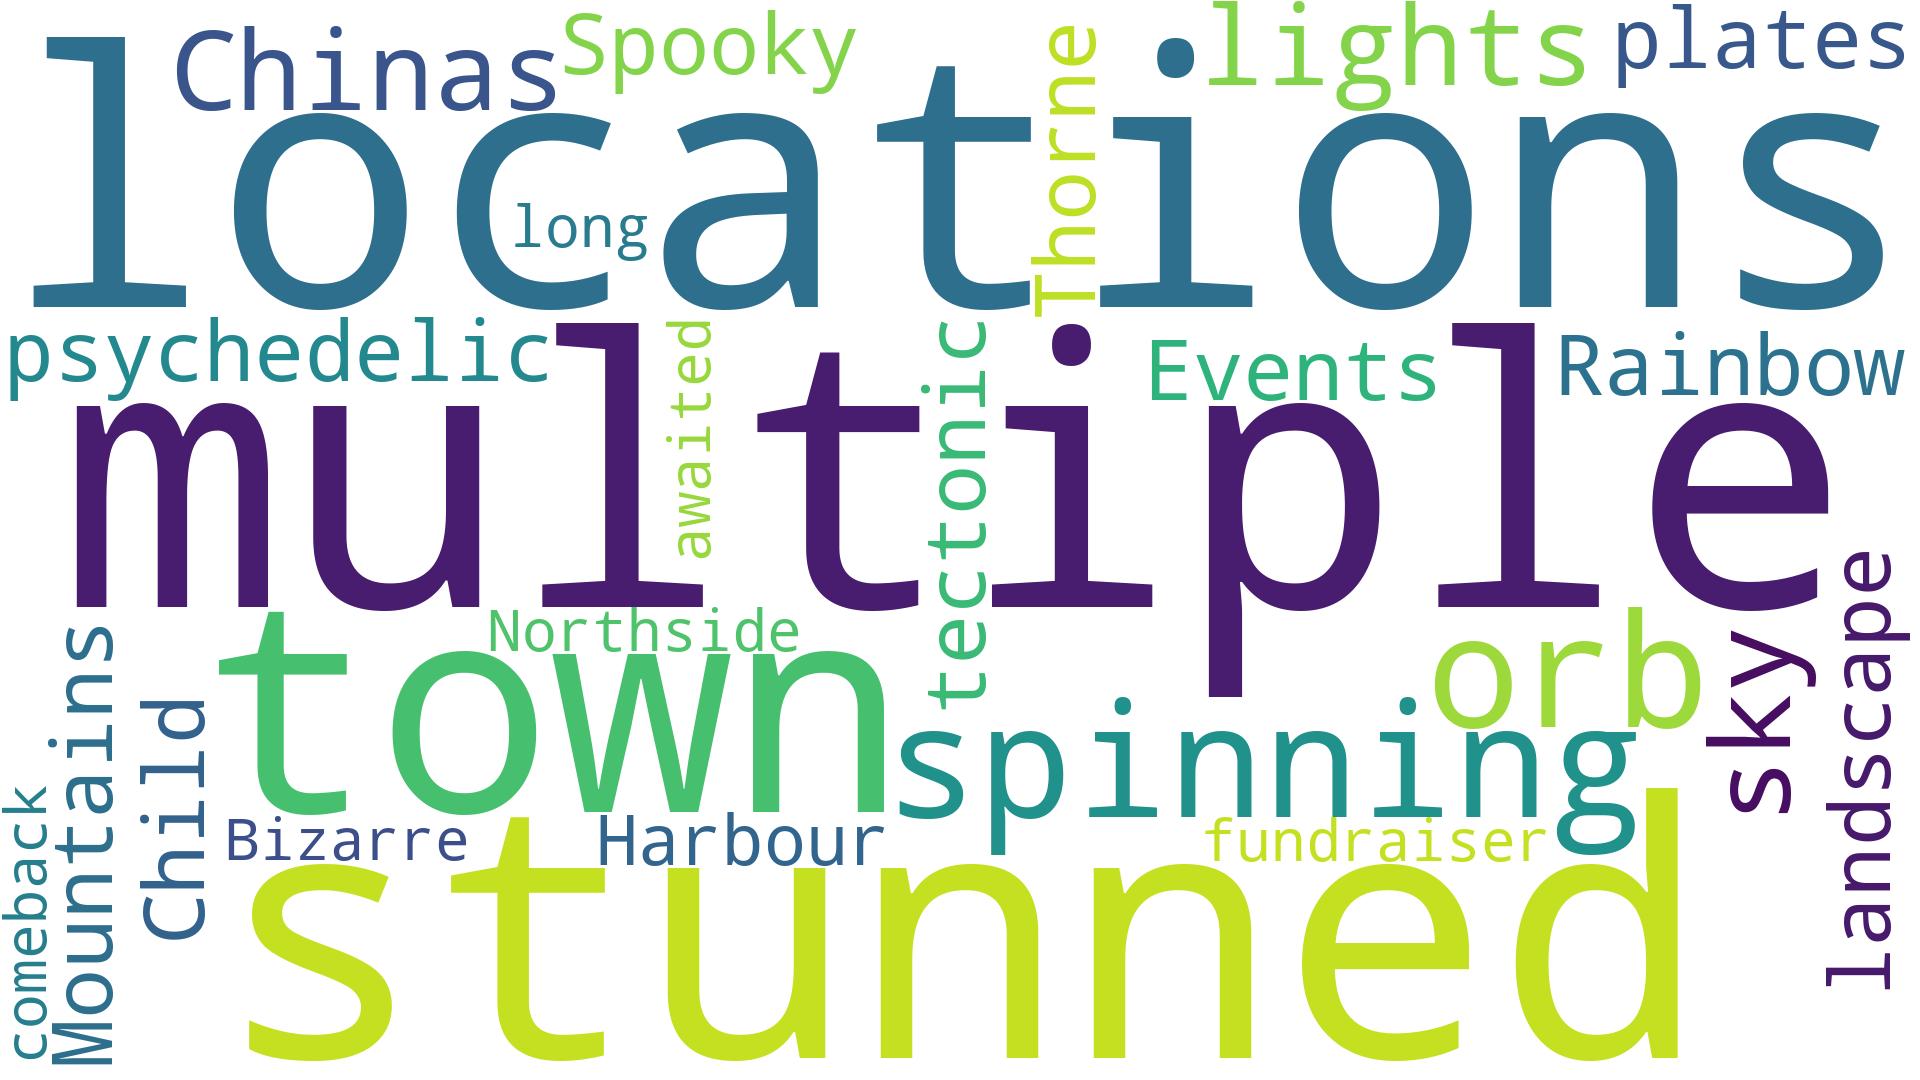 Chinas
Spooky
lights
plates
locations
Thorne
long
psychedelic
awaited
tectonic
Events
Rainbow
multiple
Northside
town
orb
sky
landscape
spinning
Mountains
Child
comeback
Bizarre
Harbour
fundraiser
stunned